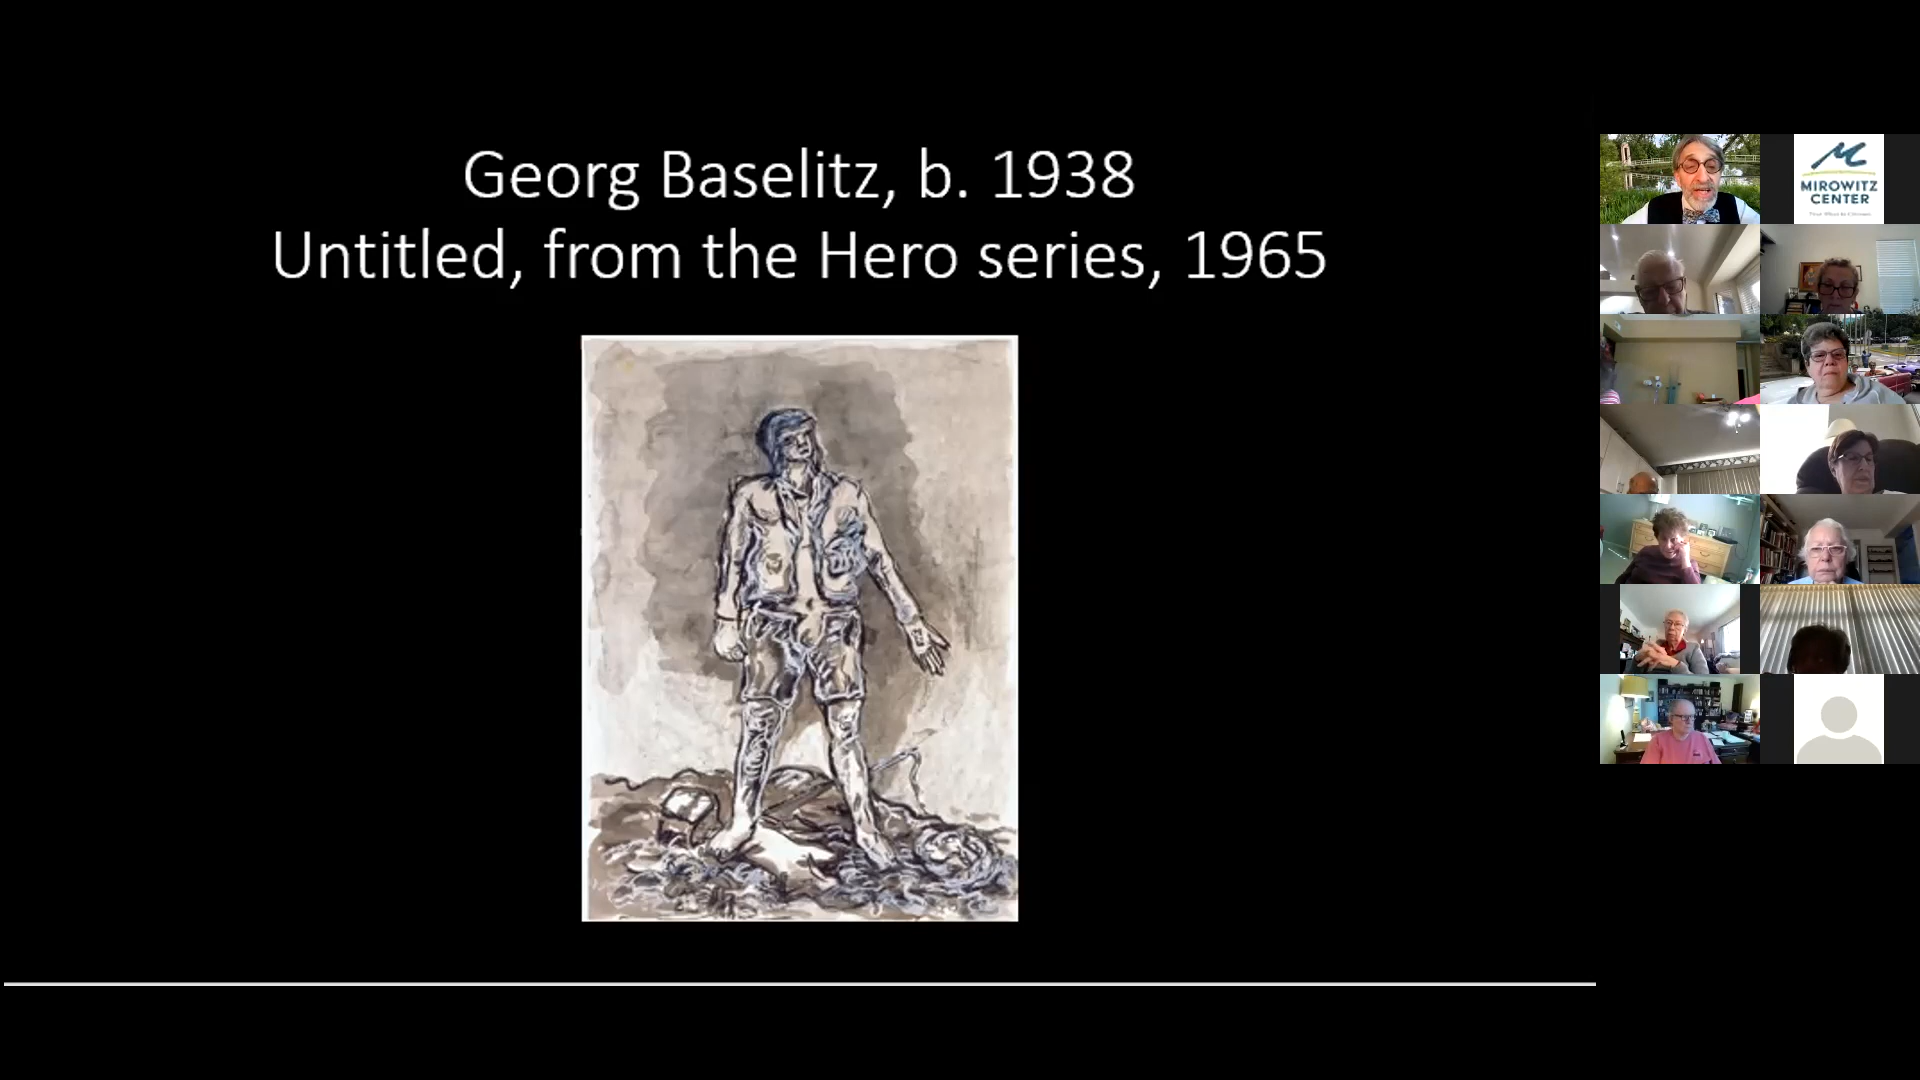 Georg Baselitz, b. 1938
Untitled, from the Hero series, 1965
MIROWITZ
CENTER